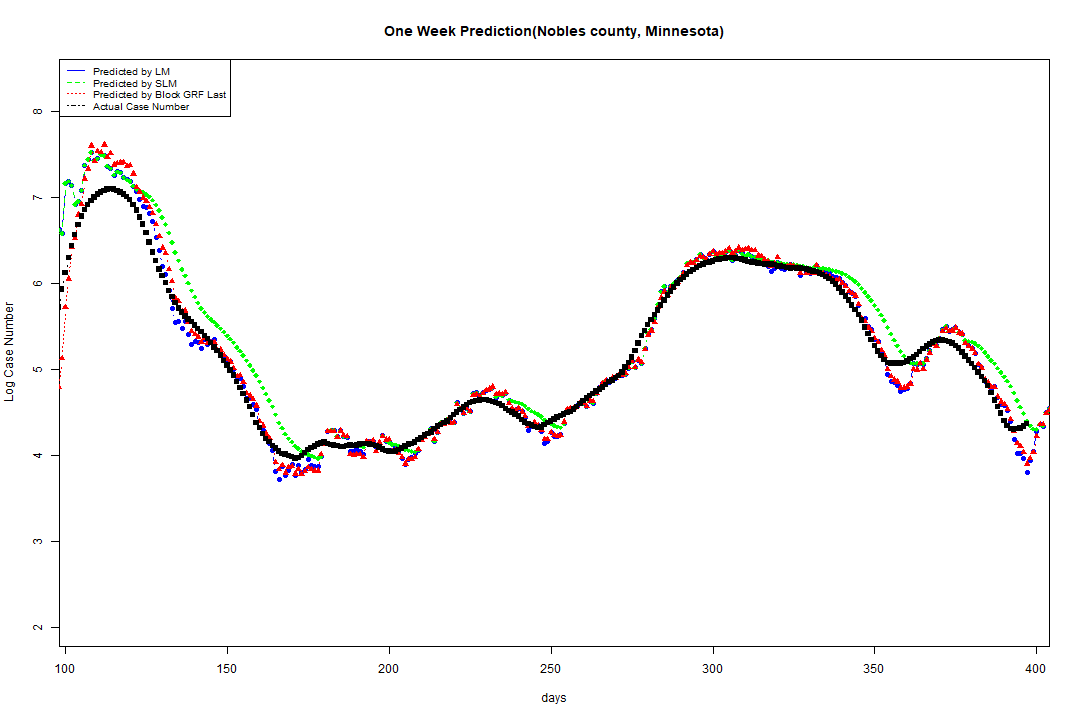 One Week Prediction(Nobles county, Minnesota)
Predicted by LM
Predicted by SLM
Predicted by Block GRF Last
Actual Case Number
8
7
6
5
4
3
2
Log Case Number
100 150 200 250 300 350 400
days